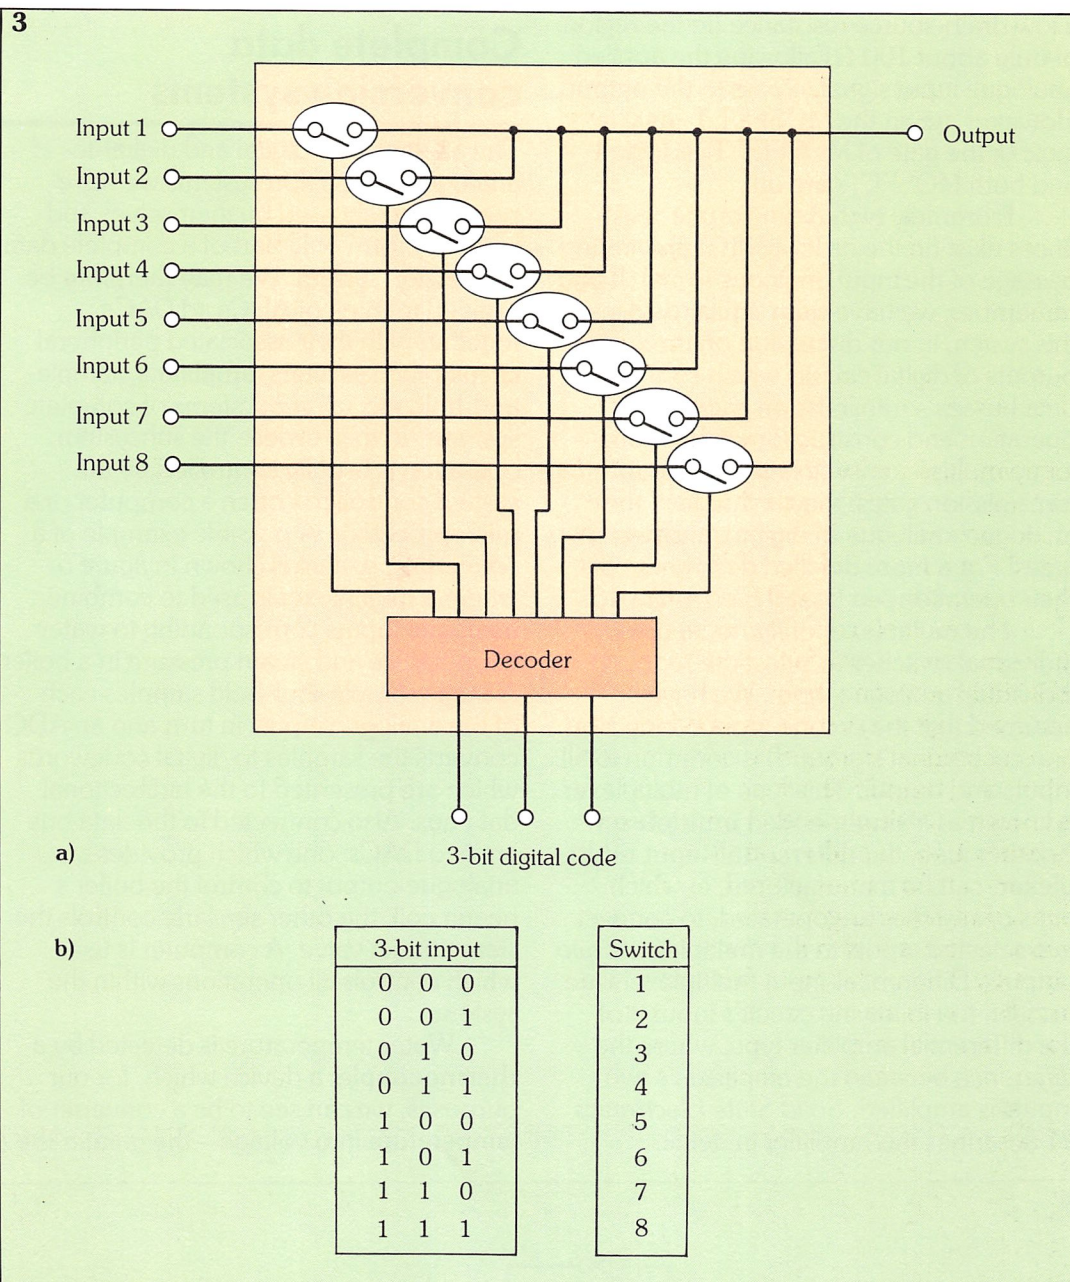 3
Input 1
Output
Input 2
Input 3
Input 4
Input 5
Input 6
Input 7
Input 8
Decoder
a)
3-bit digital code
b)
3-bit input Switch
0 0 0 1
0 0 1 2
0 1 0 3
0 1 1 4
1 0 0 5
1 0 1 6
1 1 0 7
1 1 1 8